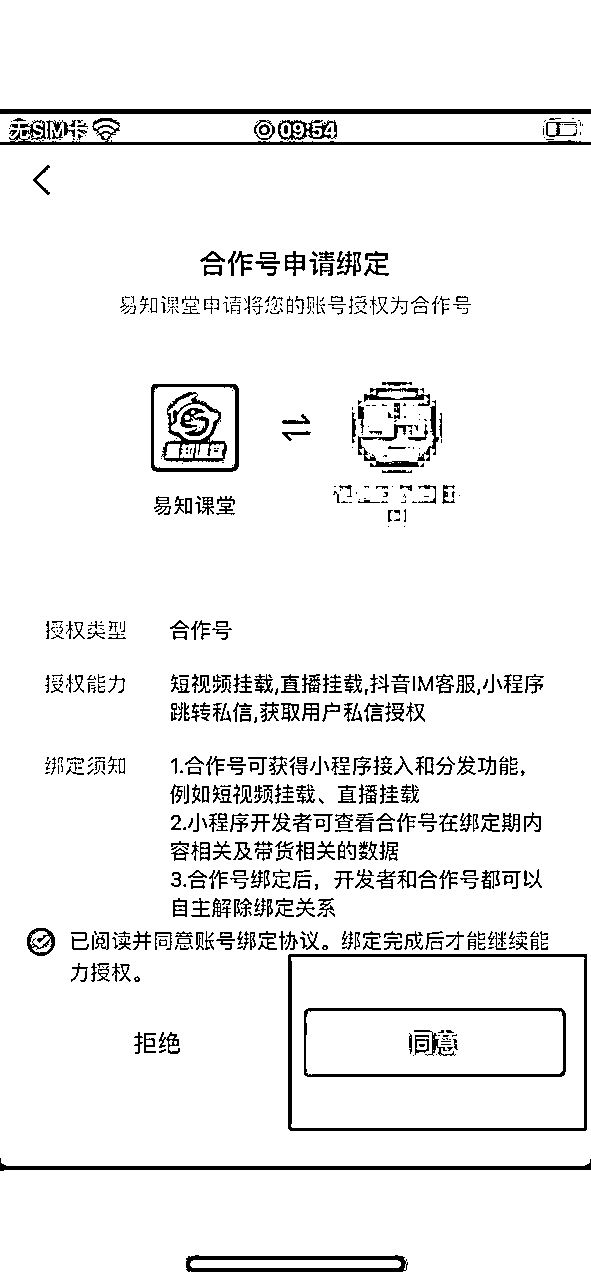 无SIM卡 09:54
合作号申请绑定
易知课堂申请将您的账号授权为合作号
易知课堂
授权类型 合作号
授权能力 短视频挂载,直播挂载,抖音IM客服,小程序
跳转私信,获取用户私信授权
绑定须知 1.合作号可获得小程序接入和分发功能，
例如短视频挂载、直播挂载
2.小程序开发者可查看合作号在绑定期内
容相关及带货相关的数据
3.合作号绑定后，开发者和合作号都可以
自主解除绑定关系
已阅读并同意账号绑定协议。绑定完成后才能继续能
力授权。
拒绝 同意